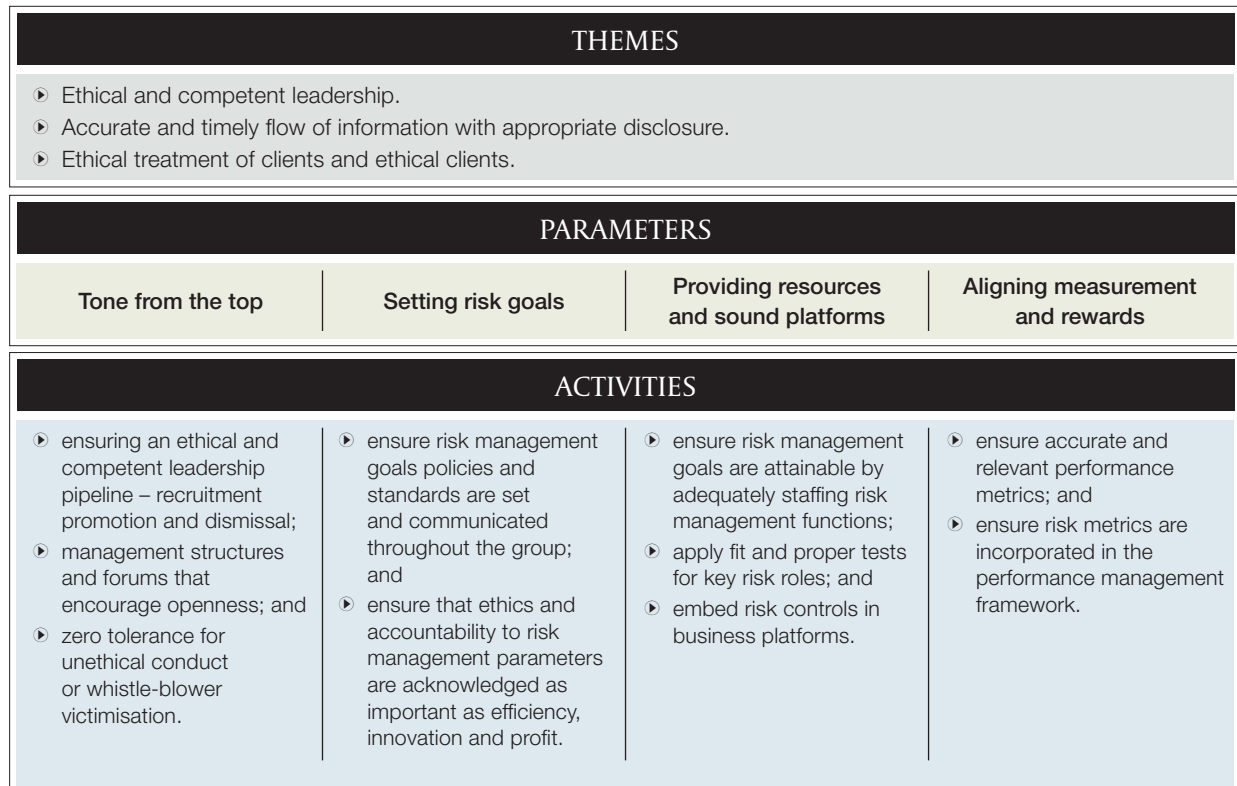 THEMES
Ethical and competent leadership.
Accurate and timely flow of information with appropriate disclosure.
Ethical treatment of clients and ethical clients.
PARAMETERS
Tone from the top
Setting risk goals
Providing resources
and sound platforms
Aligning measurement
and rewards
ACTIVITIES
ensuring an ethical and
competent leadership
pipeline – recruitment
promotion and dismissal;
management structures
and forums that
encourage openness; and
zero tolerance for
unethical conduct
or whistle-blower
victimisation.
ensure risk management
goals policies and
standards are set
and communicated
throughout the group;
and
ensure that ethics and
accountability to risk
management parameters
are acknowledged as
important as efficiency,
innovation and profit.
ensure risk management
goals are attainable by
adequately staffing risk
management functions;
apply fit and proper tests
for key risk roles; and
embed risk controls in
business platforms.
ensure accurate and
relevant performance
metrics; and
ensure risk metrics are
incorporated in the
performance management
framework.